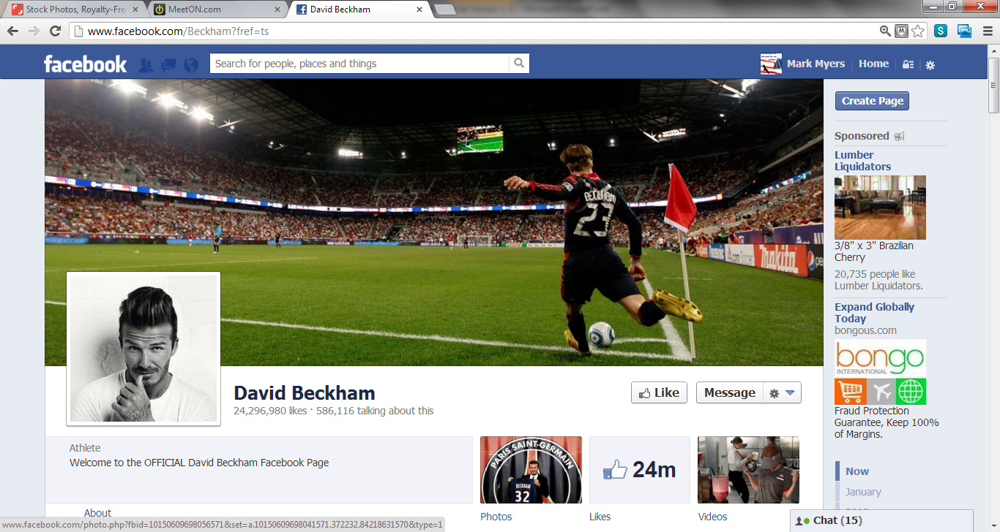 Stock Photos, Royalty-Fre
MeetON.com
David Beckham
www.facebook.com/Beckham?fref=ts
facebook
Search for people, places and things
Mark Myers
Home
BECKHAM
23
Makita
Create Page
Sponsored
Lumber
Liquidators
3/8" x 3" Brazilian
Cherry
20,735 people like
Lumber Liquidators.
Expand Globally
Today
bongous.com
bongo
INTERNATIONAL
Fraud Protection
Guarantee, Keep 100%
of Margins.
Now
January
David Beckham
24,296,980 likes · 586,116 talking about this
Like
Message
Athlete
Welcome to the OFFICIAL David Beckham Facebook Page
About
PARIS SAINT-GERMAIN
BECKHAM
32
Photos
24m
Likes
Videos
Chat (15)
www.facebook.com/photo.php?fbid=10150609698056571&set=a.10150609698041571.372232.84218631570&type=1